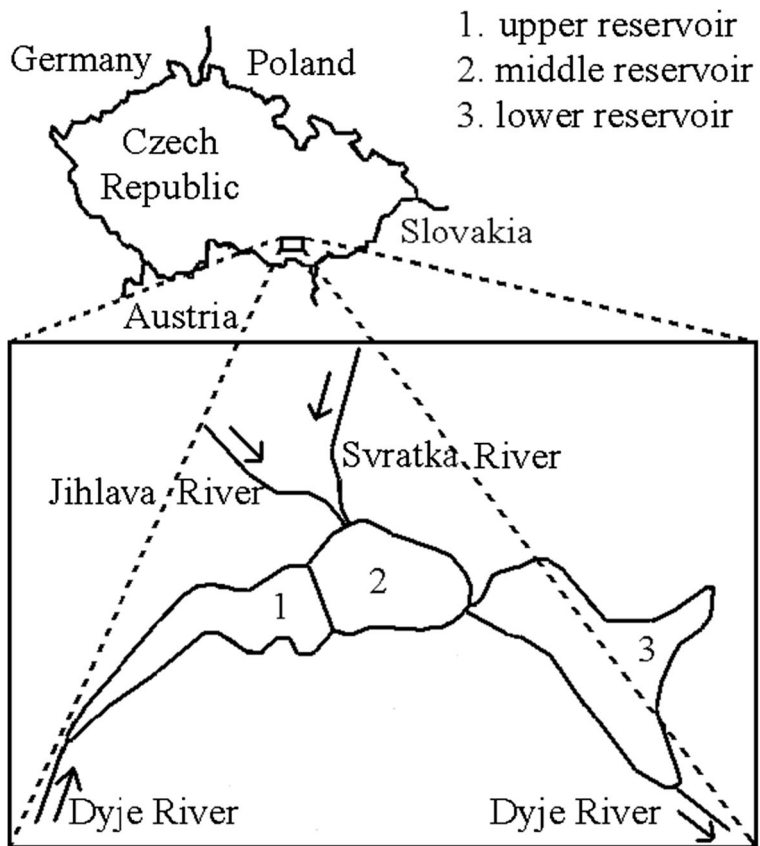 1. upper reservoir
2. middle reservoir
3. lower reservoir
Germany
Poland
Czech
Republic
Slovakia
Austria
Svratka River
Jihlava River
1
2
3
Dyje River
Dyje River